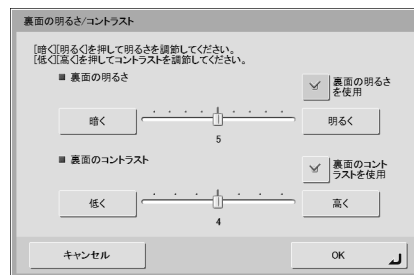 裏面の明るさ/コントラスト
[暗く][明るく]を押して明るさを調節してください。
[低く][高く]を押してコントラストを調節してください。
■ 裏面の明るさ
裏面の明るさ
を使用
暗く
明るく
5
■ 裏面のコントラスト
裏面のコント
ラストを使用
低く
高く
4
キャンセル
OK